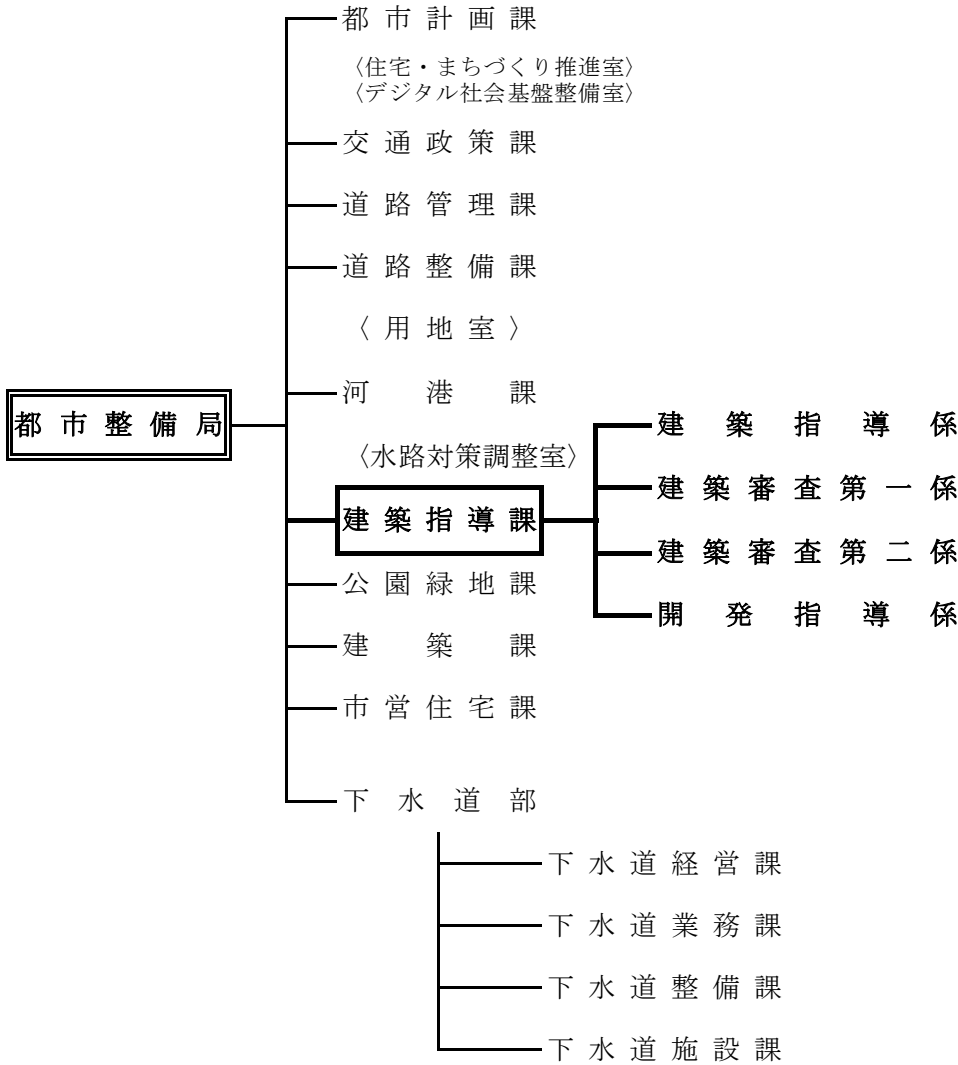 都市計画課
〈住宅・まちづくり推進室〉
〈デジタル社会基盤整備室〉
交通政策課
道路管理課
道路整備課
〈用地室〉
河港課
都市整備局
〈水路対策調整室〉
建築指導課
建築指導係
建築審査第一係
建築審査第二係
開発指導係
公園緑地課
建築課
市営住宅課
下水道部
下水道経営課
下水道業務課
下水道整備課
下水道施設課